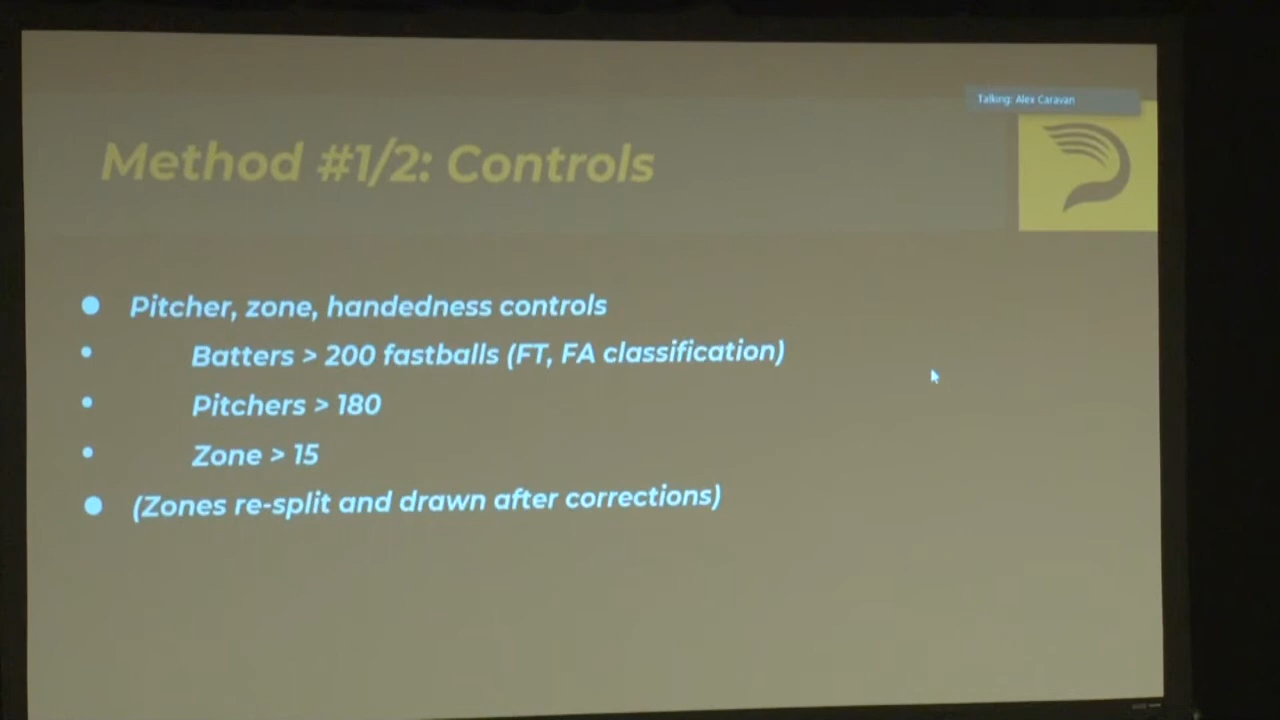 Talking: Alex Caravan
Method #1/2: Controls
Pitcher, zone, handedness controls
Batters > 200 fastballs (FT, FA classification)
Pitchers > 180
Zone > 15
(Zones re-split and drawn after corrections)